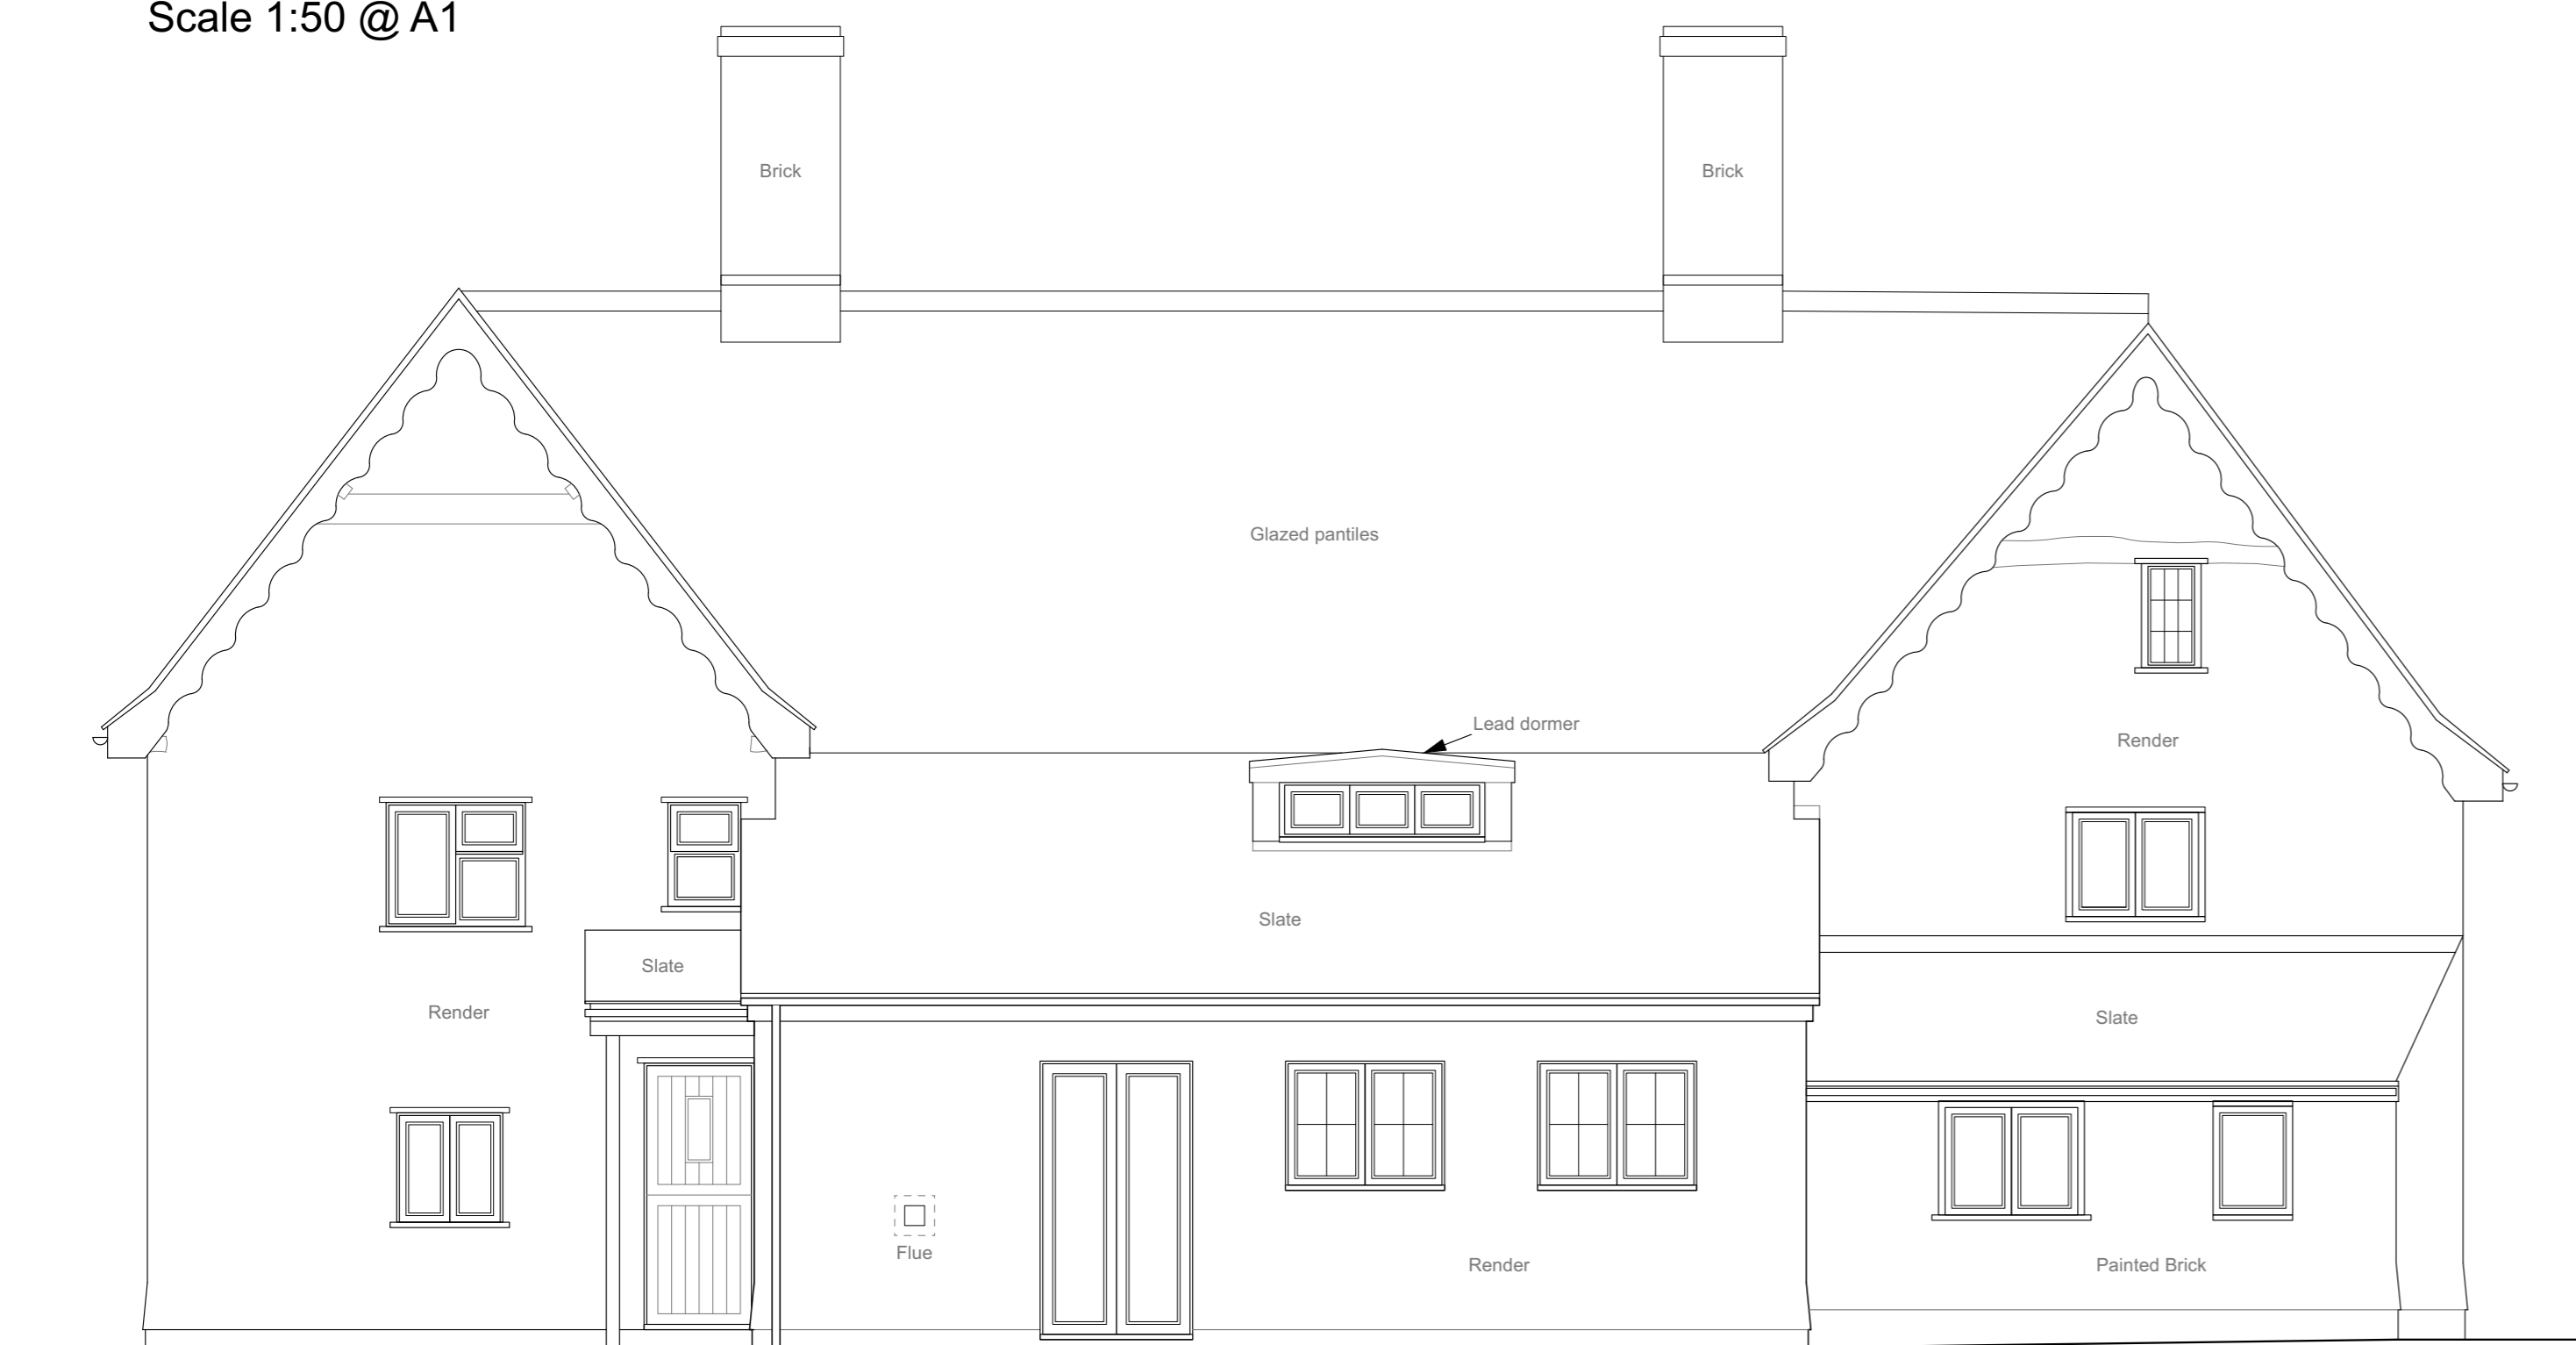 Scale 1:50 @ A1
Brick
Brick
Glazed pantiles
Lead dormer
Render
Slate
Slate
Render
Slate
Flue
Render
Painted Brick